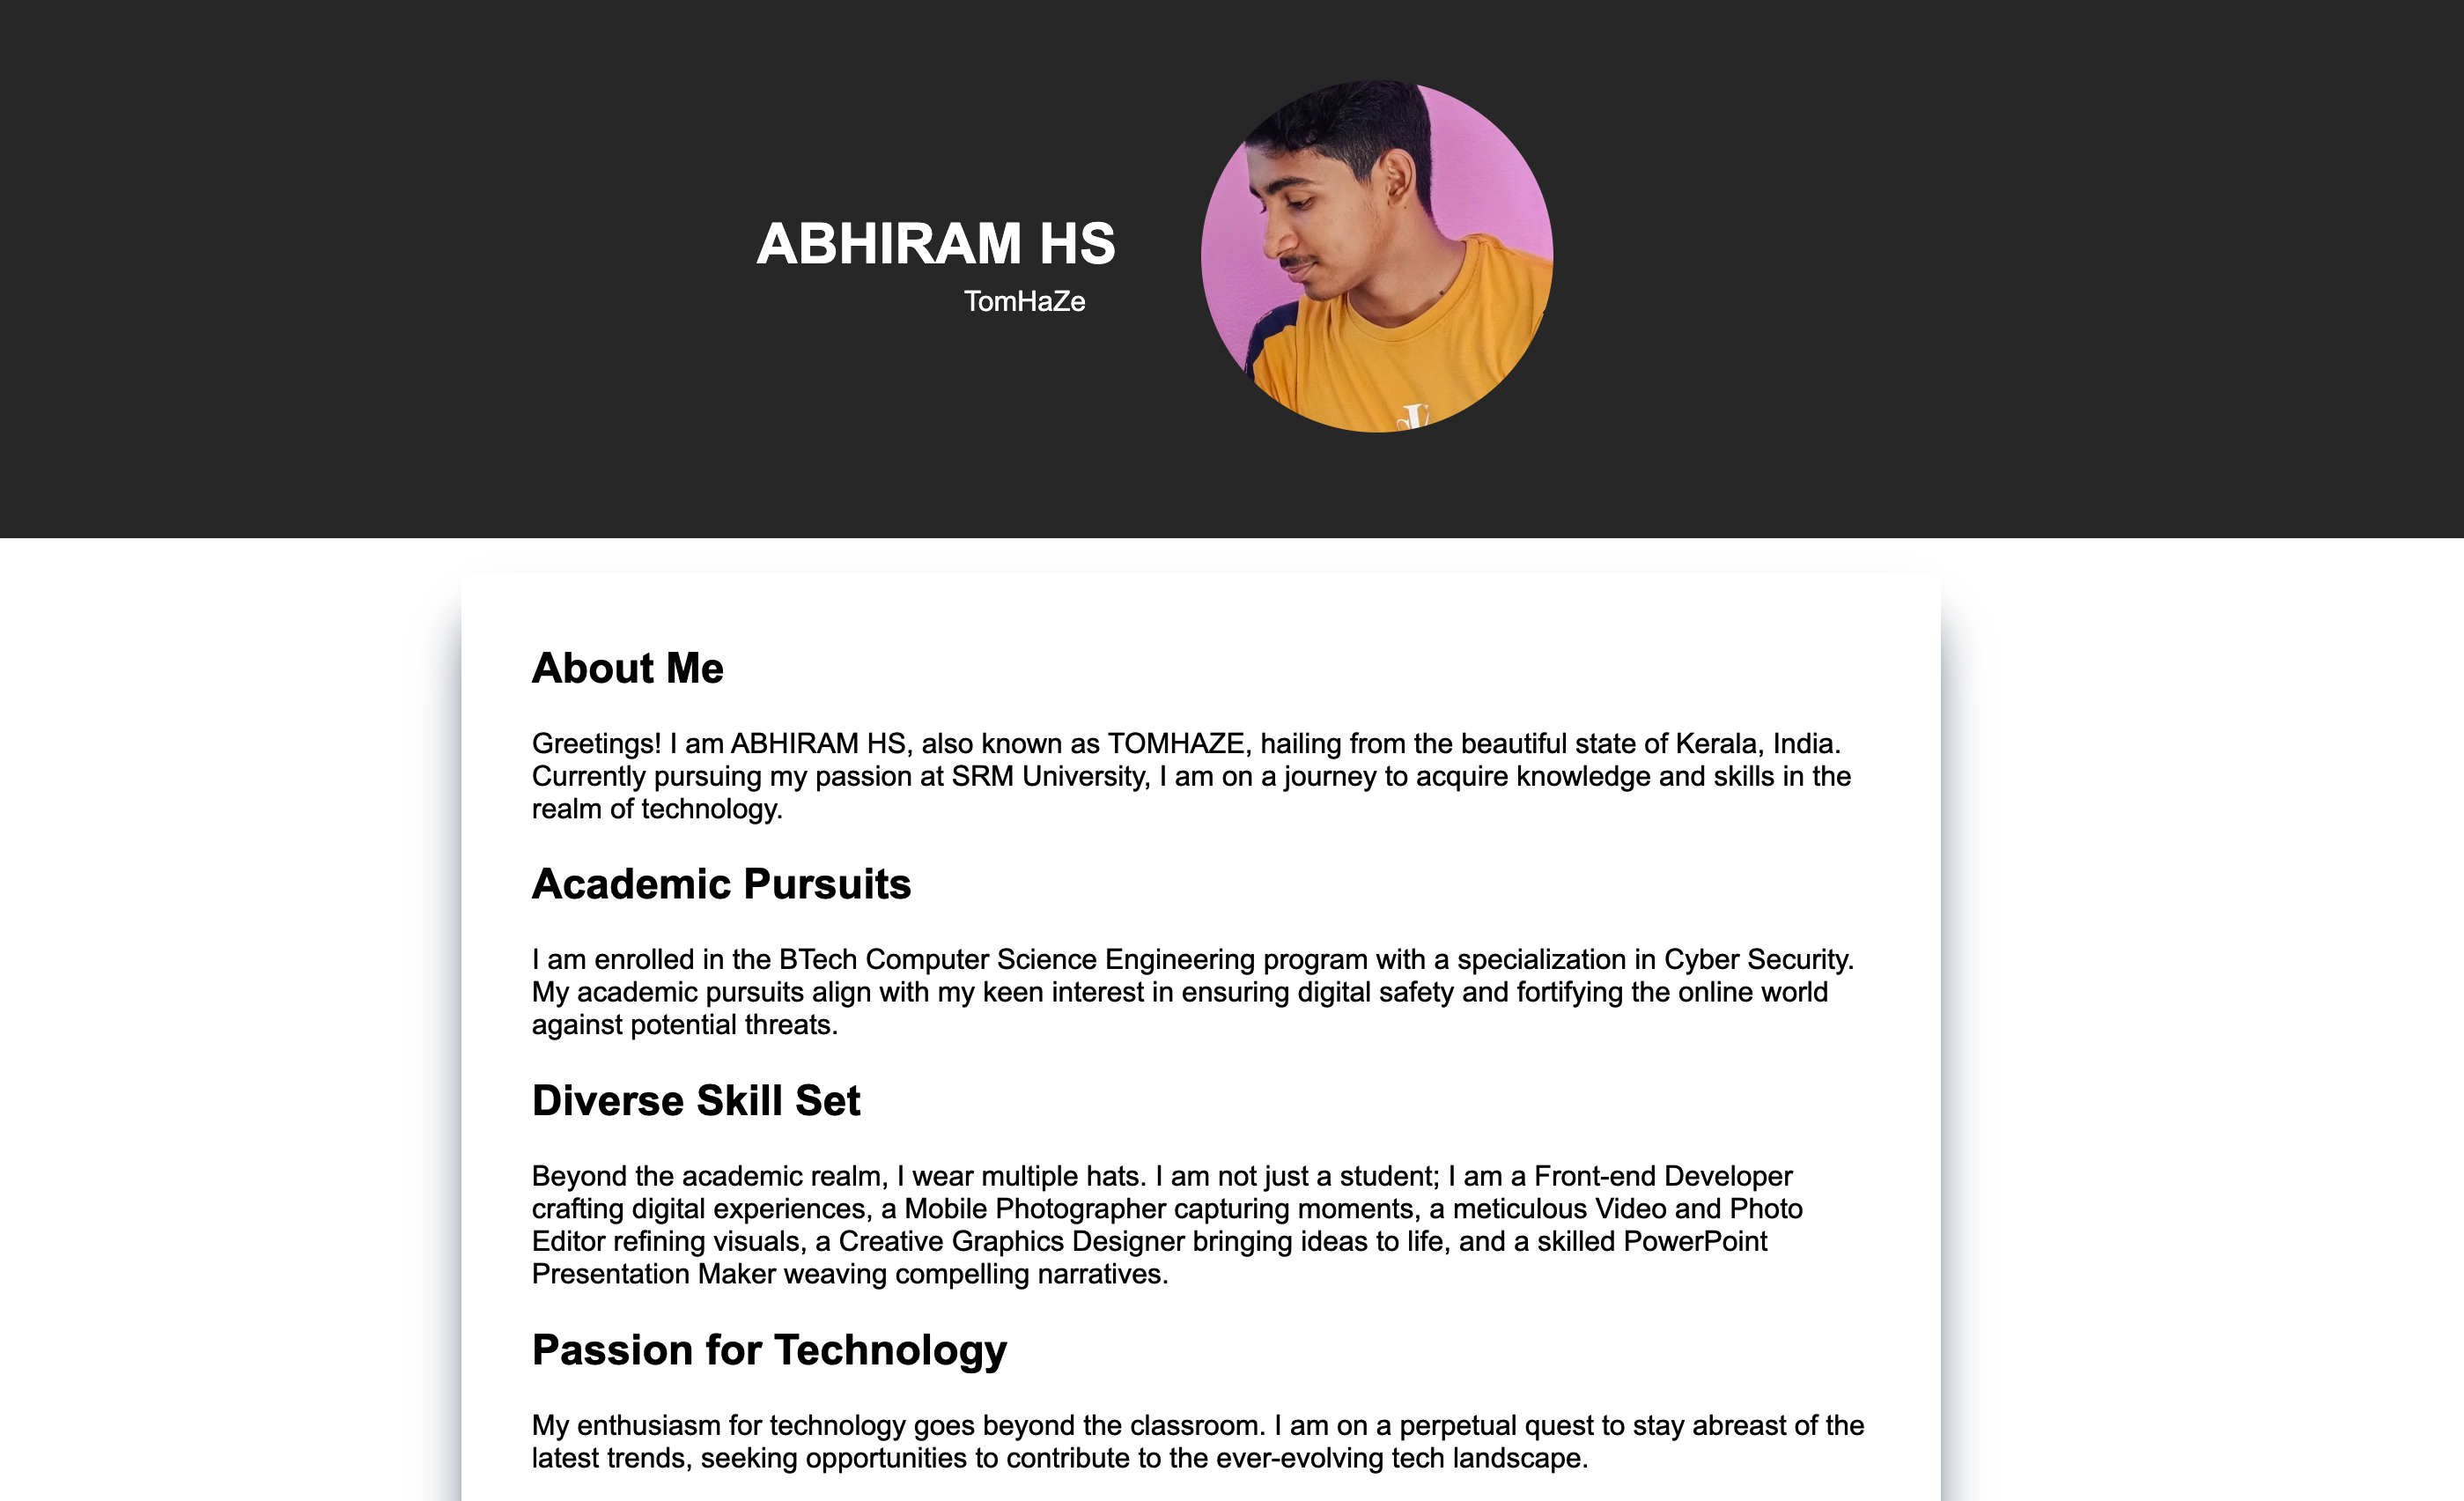 ABHIRAM HS
TomHaZe
About Me
Greetings! I am ABHIRAM HS, also known as TOMHAZE, hailing from the beautiful state of Kerala, India.
Currently pursuing my passion at SRM University, I am on a journey to acquire knowledge and skills in the
realm of technology.
Academic Pursuits
I am enrolled in the BTech Computer Science Engineering program with a specialization in Cyber Security.
My academic pursuits align with my keen interest in ensuring digital safety and fortifying the online world
against potential threats.
Diverse Skill Set
Beyond the academic realm, I wear multiple hats. I am not just a student; I am a Front-end Developer
crafting digital experiences, a Mobile Photographer capturing moments, a meticulous Video and Photo
Editor refining visuals, a Creative Graphics Designer bringing ideas to life, and a skilled PowerPoint
Presentation Maker weaving compelling narratives.
Passion for Technology
My enthusiasm for technology goes beyond the classroom. I am on a perpetual quest to stay abreast of the
latest trends, seeking opportunities to contribute to the ever-evolving tech landscape.